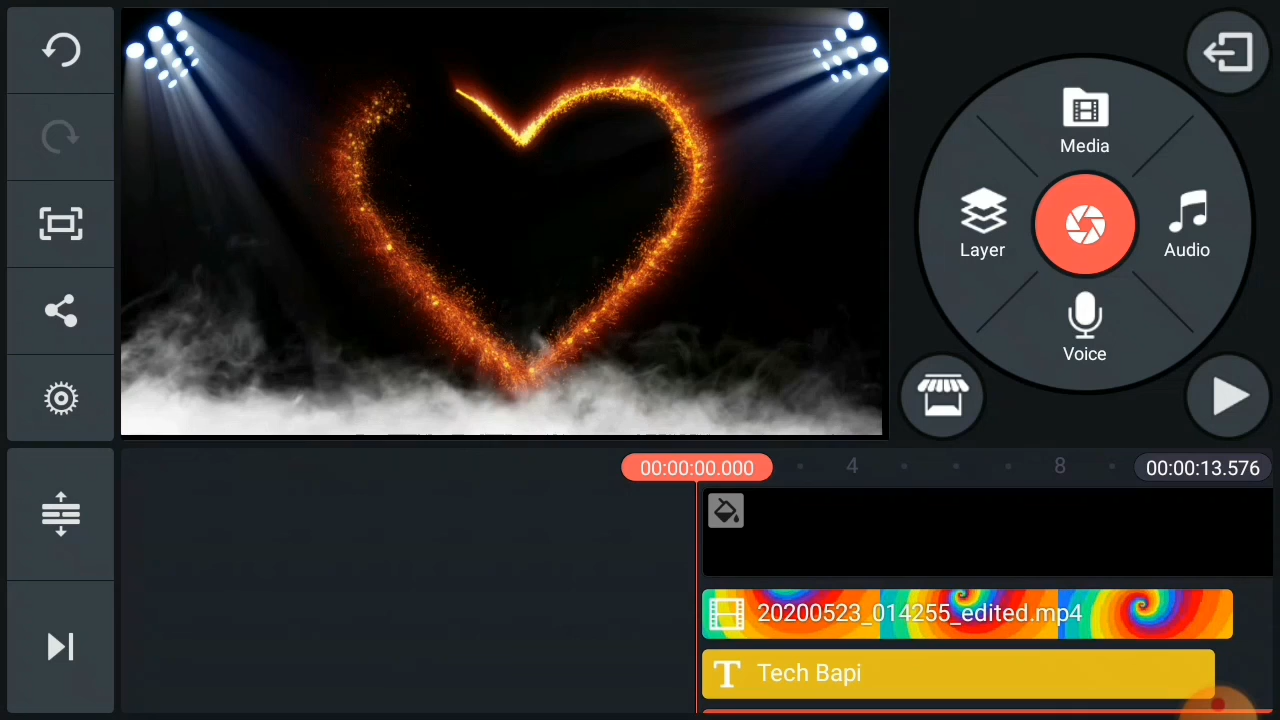 Media
Layer
Audio
Voice
00:00:00.000
4
8
00:00:13.576
20200523_014255_edited.mp4
T Tech Bapi